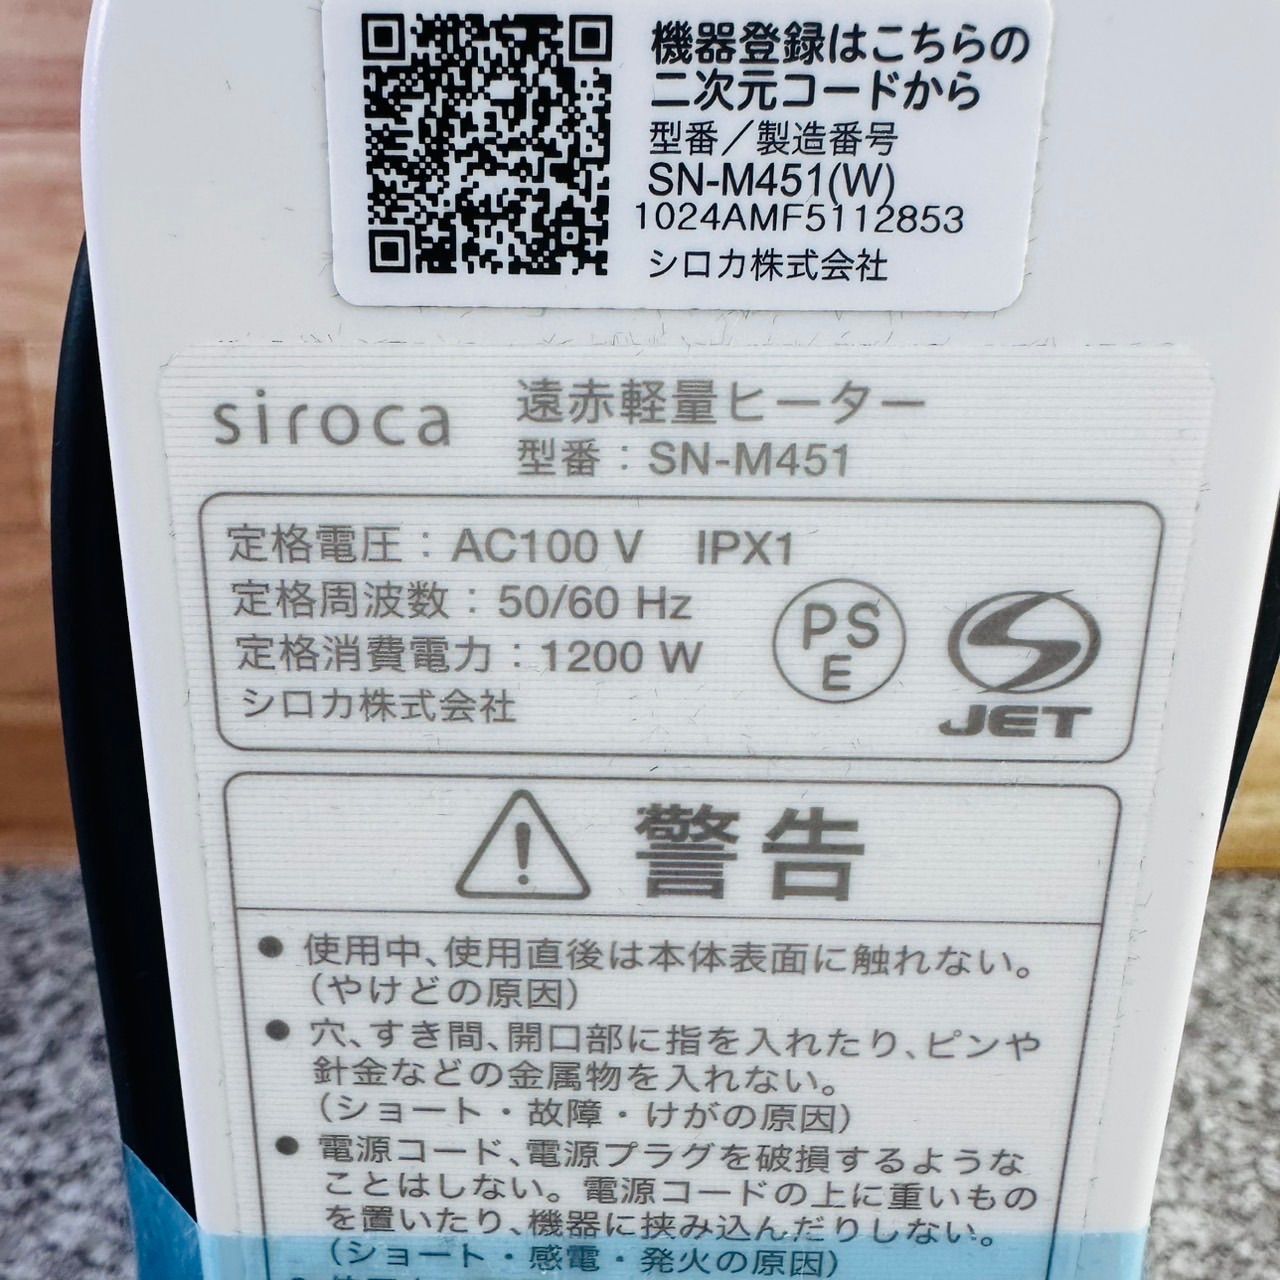 機器登録はこちらの
二次元コードから
型番／製造番号
SN-M451(W)
1024AMF5112853
シロカ株式会社
siroca 遠赤軽量ヒーター
型番：SN-M451
定格電圧：AC100 V IPX1
定格周波数：50/60 Hz
定格消費電力：1200 W
シロカ株式会社
PS
E
JET
警告
● 使用中、使用直後は本体表面に触れない。
（やけどの原因）
● 穴、すき間、開口部に指を入れたり、ピンや
針金などの金属物を入れない。
（ショート・故障・けがの原因）
● 電源コード、電源プラグを破損するような
ことはしない。電源コードの上に重いもの
を置いたり、機器に挟み込んだりしない。
（ショート・感電・発火の原因）